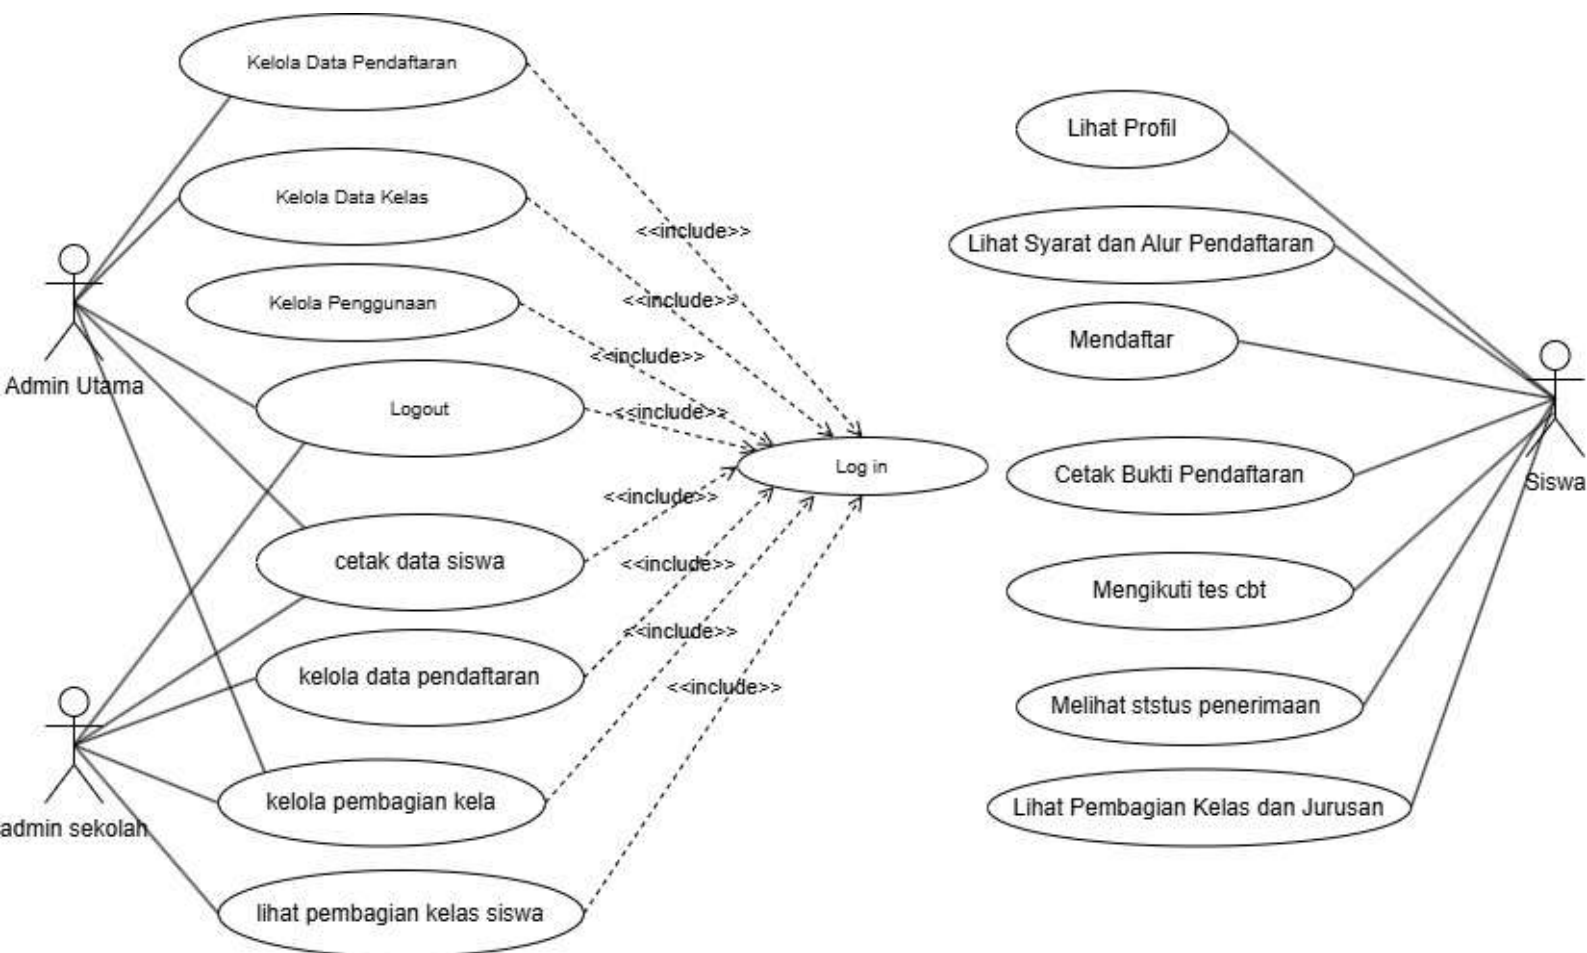 Kelola Data Pendaftaran
Kelola Data Kelas
Kelola Penggunaan
Logout
cetak data siswa
kelola data pendaftaran
kelola pembagian kela
lihat pembagian kelas siswa
Admin Utama
admin sekolah
<<include>>
<<include>>
<<include>>
<<include>>
<<include>>
<<include>>
<<include>>
<<include>>
Log in
Lihat Profil
Lihat Syarat dan Alur Pendaftaran
Mendaftar
Cetak Bukti Pendaftaran
Mengikuti tes cbt
Melihat ststus penerimaan
Lihat Pembagian Kelas dan Jurusan
Siswa